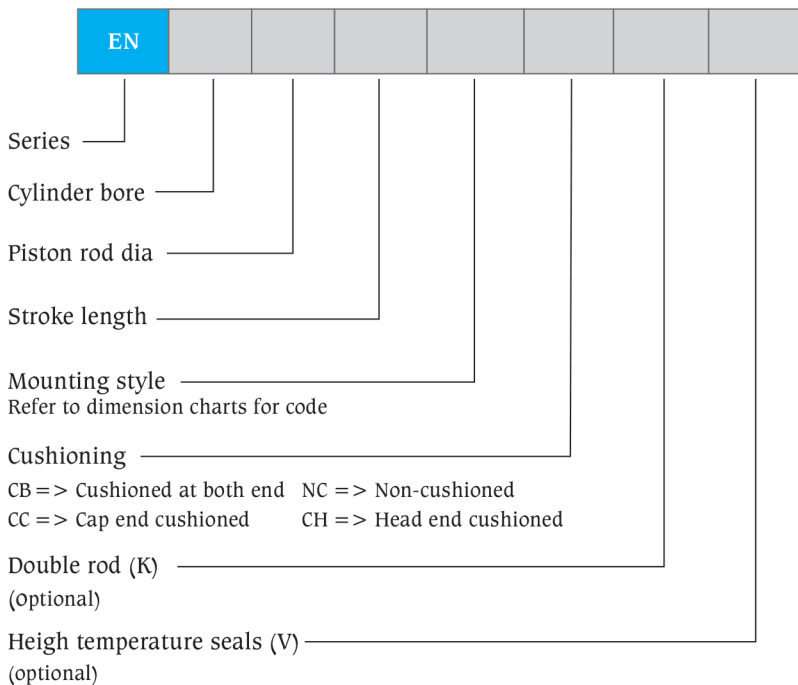 EN
Series
Cylinder bore
Piston rod dia
Stroke length
Mounting style
Refer to dimension charts for code
Cushioning
CB => Cushioned at both end NC => Non-cushioned
CC => Cap end cushioned CH => Head end cushioned
Double rod (K)
(Optional)
Heigh temperature seals (V)
(optional)